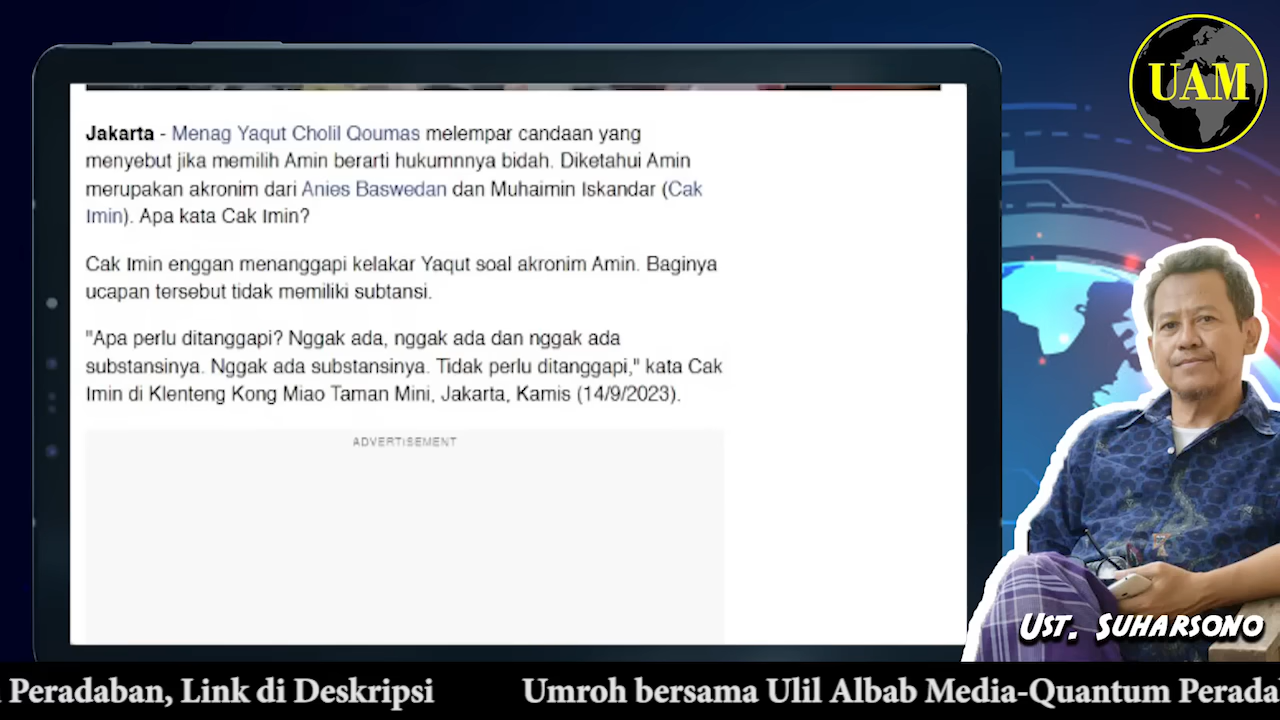 UAM
Jakarta - Menag Yaqut Cholil Qoumas melempar candaan yang
menyebut jika memilih Amin berarti hukumnnya bidah. Diketahui Amin
merupakan akronim dari Anies Baswedan dan Muhaimin Iskandar (Cak
Imin). Apa kata Cak Imin?
Cak Imin enggan menanggapi kelakar Yaqut soal akronim Amin. Baginya
ucapan tersebut tidak memiliki subtansi.
"Apa perlu ditanggapi? Nggak ada, nggak ada dan nggak ada
substansinya. Nggak ada substansinya. Tidak perlu ditanggapi," kata Cak
Imin di Klenteng Kong Miao Taman Mini, Jakarta, Kamis (14/9/2023).
ADVERTISEMENT
UST. SUHARSONO
Peradaban, Link di Deskripsi Umroh bersama Ulil Albab Media-Quantum